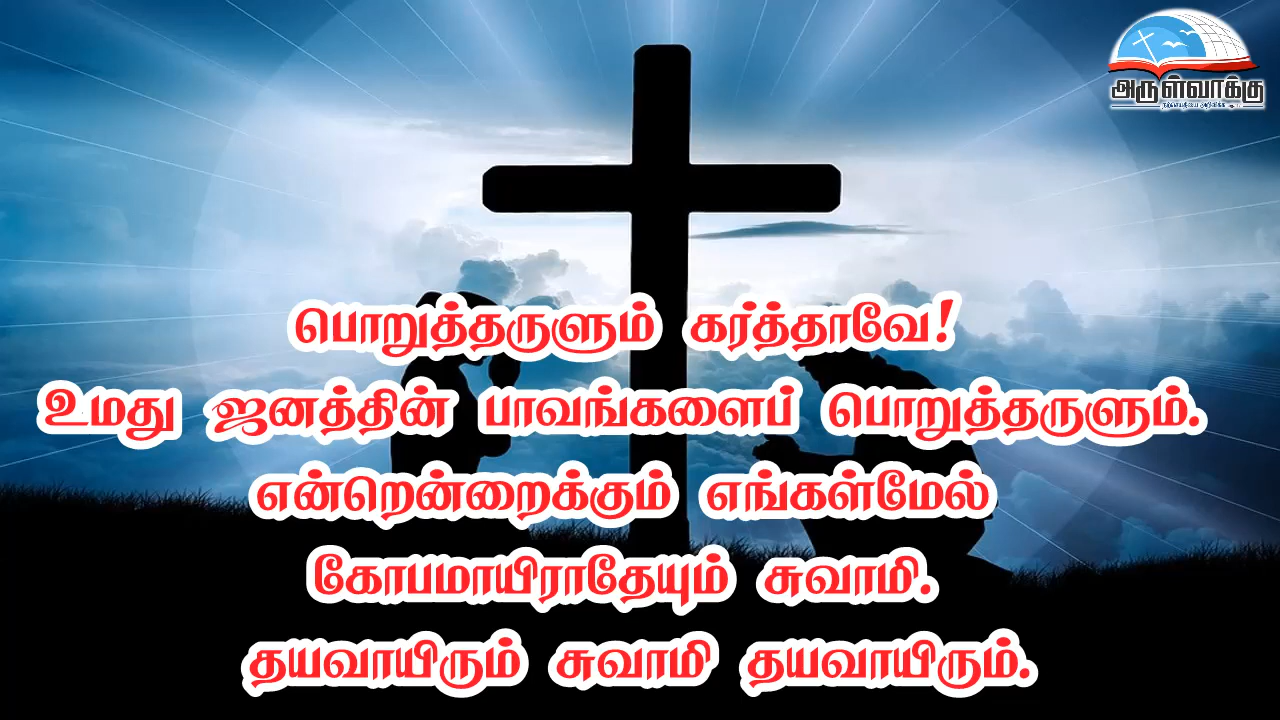 அருள்வாக்கு
பொறுத்தருளும் கர்த்தாவே!
உமது ஜனத்தின் பாவங்களைப் பொறுத்தருளும்.
என்றென்றைக்கும் எங்கள்மேல்
கோபமாயிராதேயும் சுவாமி.
தயவாயிரும் சுவாமி தயவாயிரும்.